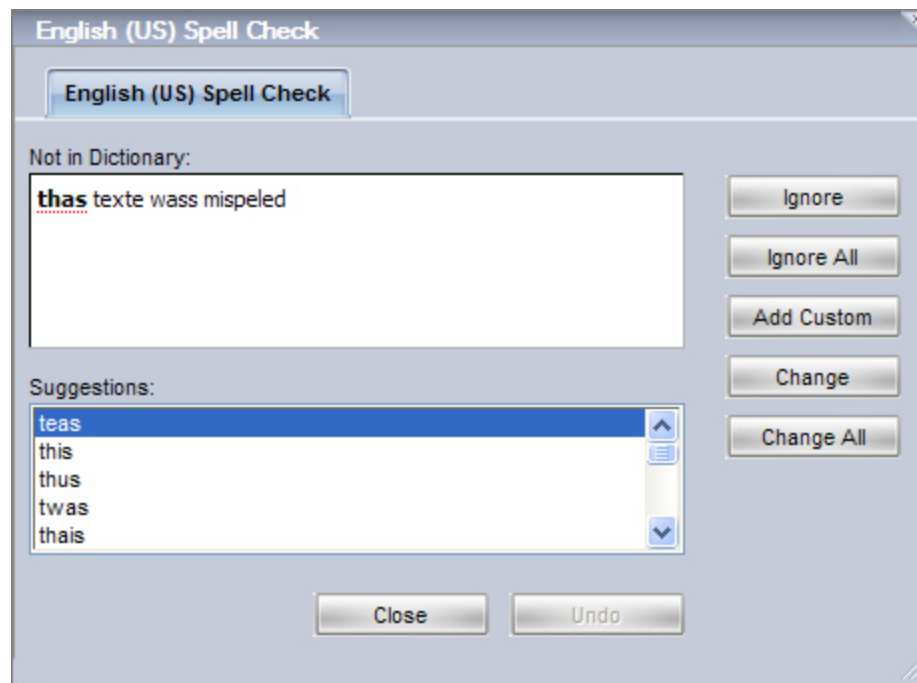 English (US) Spell Check
English (US) Spell Check
Not in Dictionary:
thas texte wass mispeled
Ignore
Ignore All
Add Custom
Change
Change All
Suggestions:
teas
this
thus
twas
thais
Close
Undo